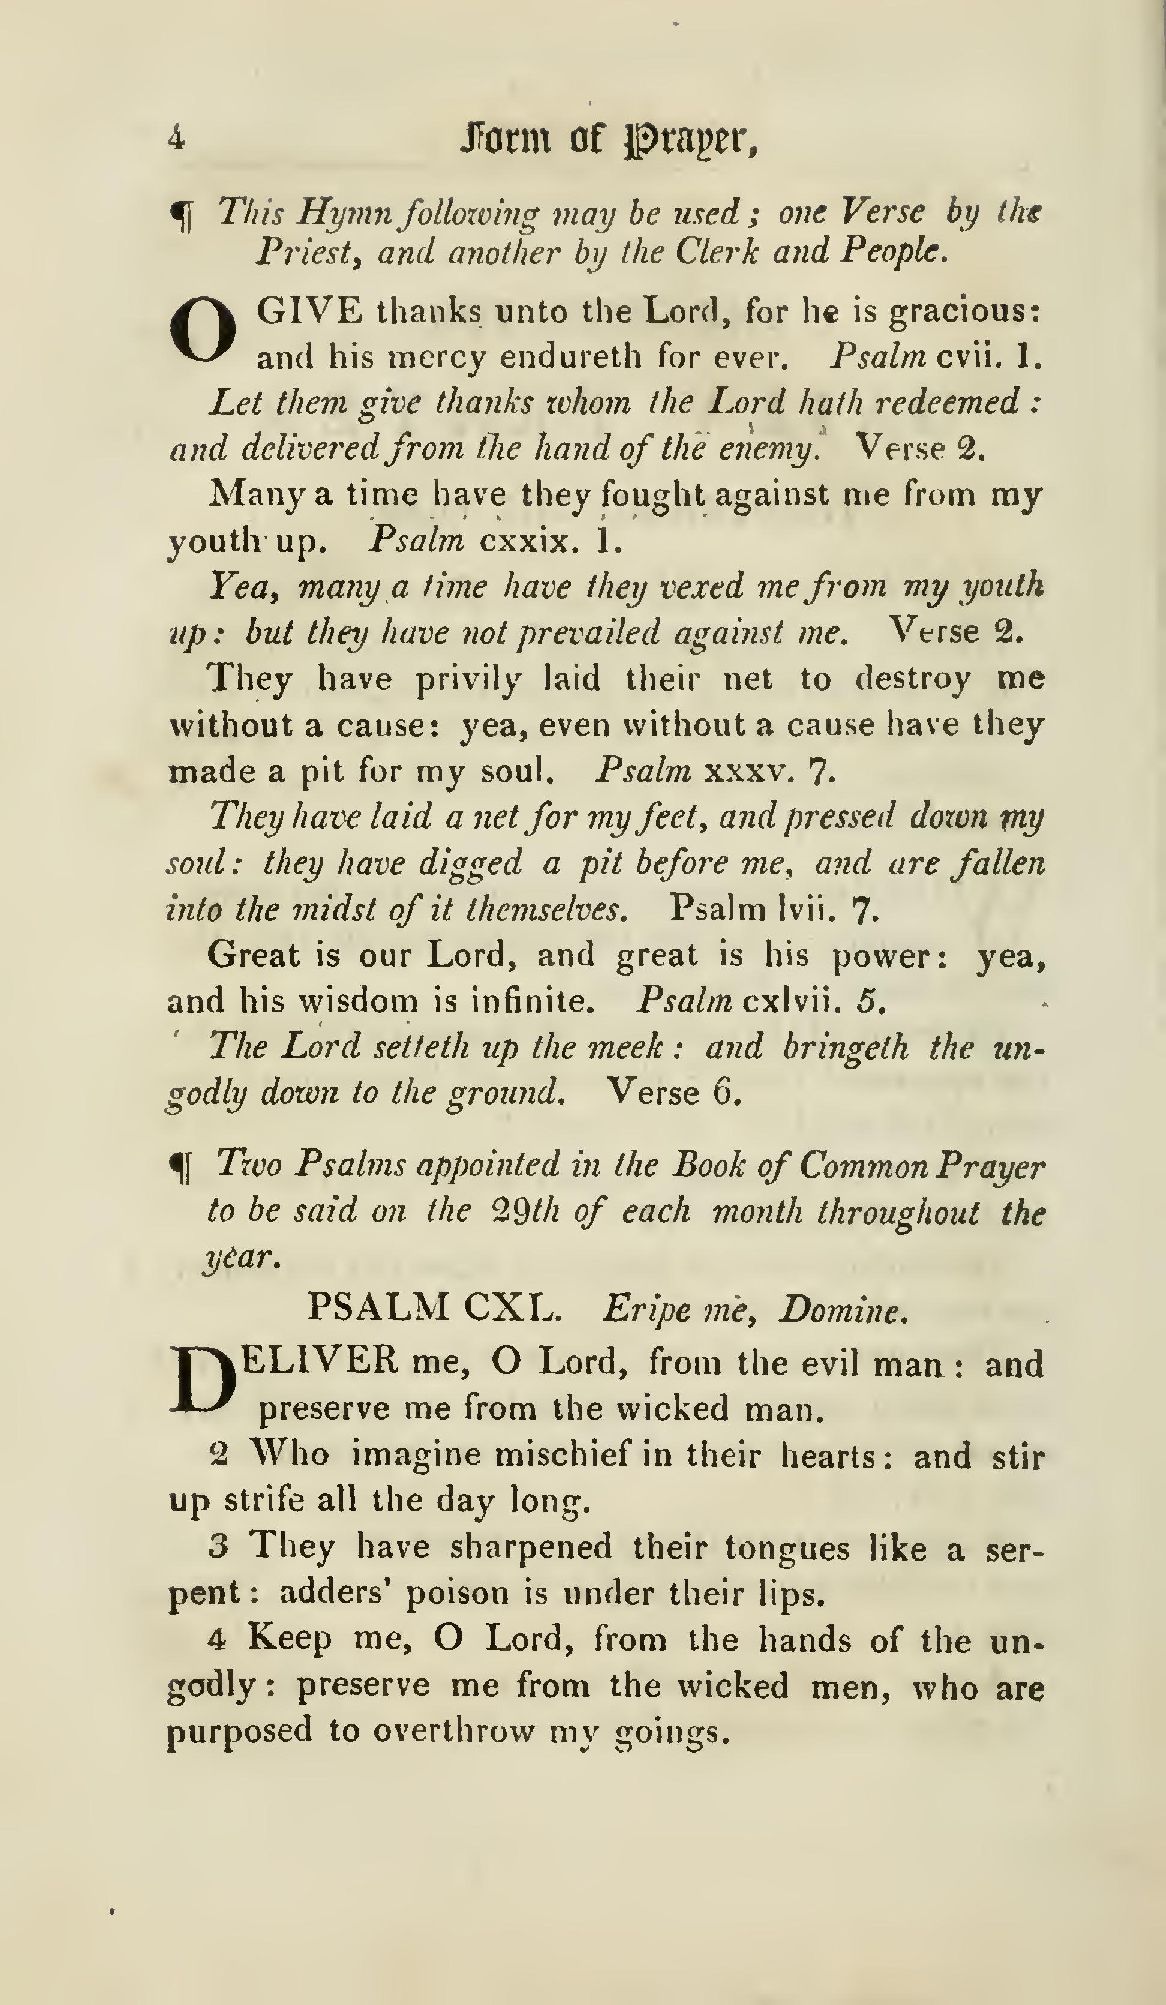 4 Form of Prayer,
¶ This Hymn following may be used; one Verse by the
Priest, and another by the Clerk and People.
O GIVE thanks unto the Lord, for he is gracious:
and his mercy endureth for ever. Psalm cvii. 1.
Let them give thanks whom the Lord hath redeemed :
and delivered from the hand of the enemy. Verse 2.
Many a time have they fought against me from my
youth up. Psalm cxxix. 1.
Yea, many a time have they vexed me from my youth
up: but they have not prevailed against me. Verse 2.
They have privily laid their net to destroy me
without a cause: yea, even without a cause have they
made a pit for my soul. Psalm xxxv. 7.
They have laid a net for my feet, and pressed down my
soul: they have digged a pit before me, and are fallen
into the midst of it themselves. Psalm lvii. 7.
Great is our Lord, and great is his power: yea,
and his wisdom is infinite. Psalm cxlvii. 5.
The Lord setteth up the meek : and bringeth the un-
godly down to the ground. Verse 6.
¶ Two Psalms appointed in the Book of Common Prayer
to be said on the 29th of each month throughout the
year.
PSALM CXL. Eripe me, Domine.
DELIVER me, O Lord, from the evil man : and
preserve me from the wicked man.
2 Who imagine mischief in their hearts: and stir
up strife all the day long.
3 They have sharpened their tongues like a ser-
pent : adders' poison is under their lips.
4 Keep me, O Lord, from the hands of the un-
godly : preserve me from the wicked men, who are
purposed to overthrow my goings.